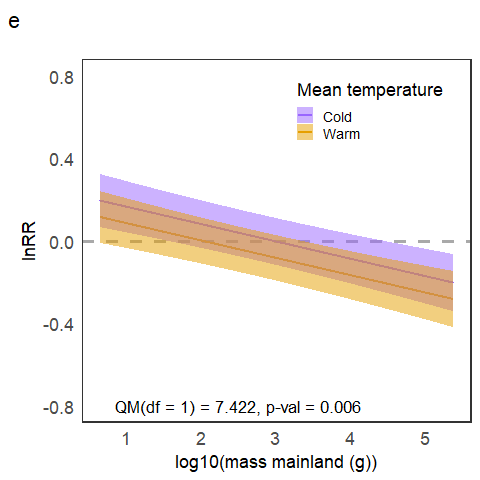 e
Mean temperature
Cold
Warm
0.8
0.4
0.0
-0.4
-0.8
lnRR
QM(df = 1) = 7.422, p-val = 0.006
1 2 3 4 5
log10(mass mainland (g))